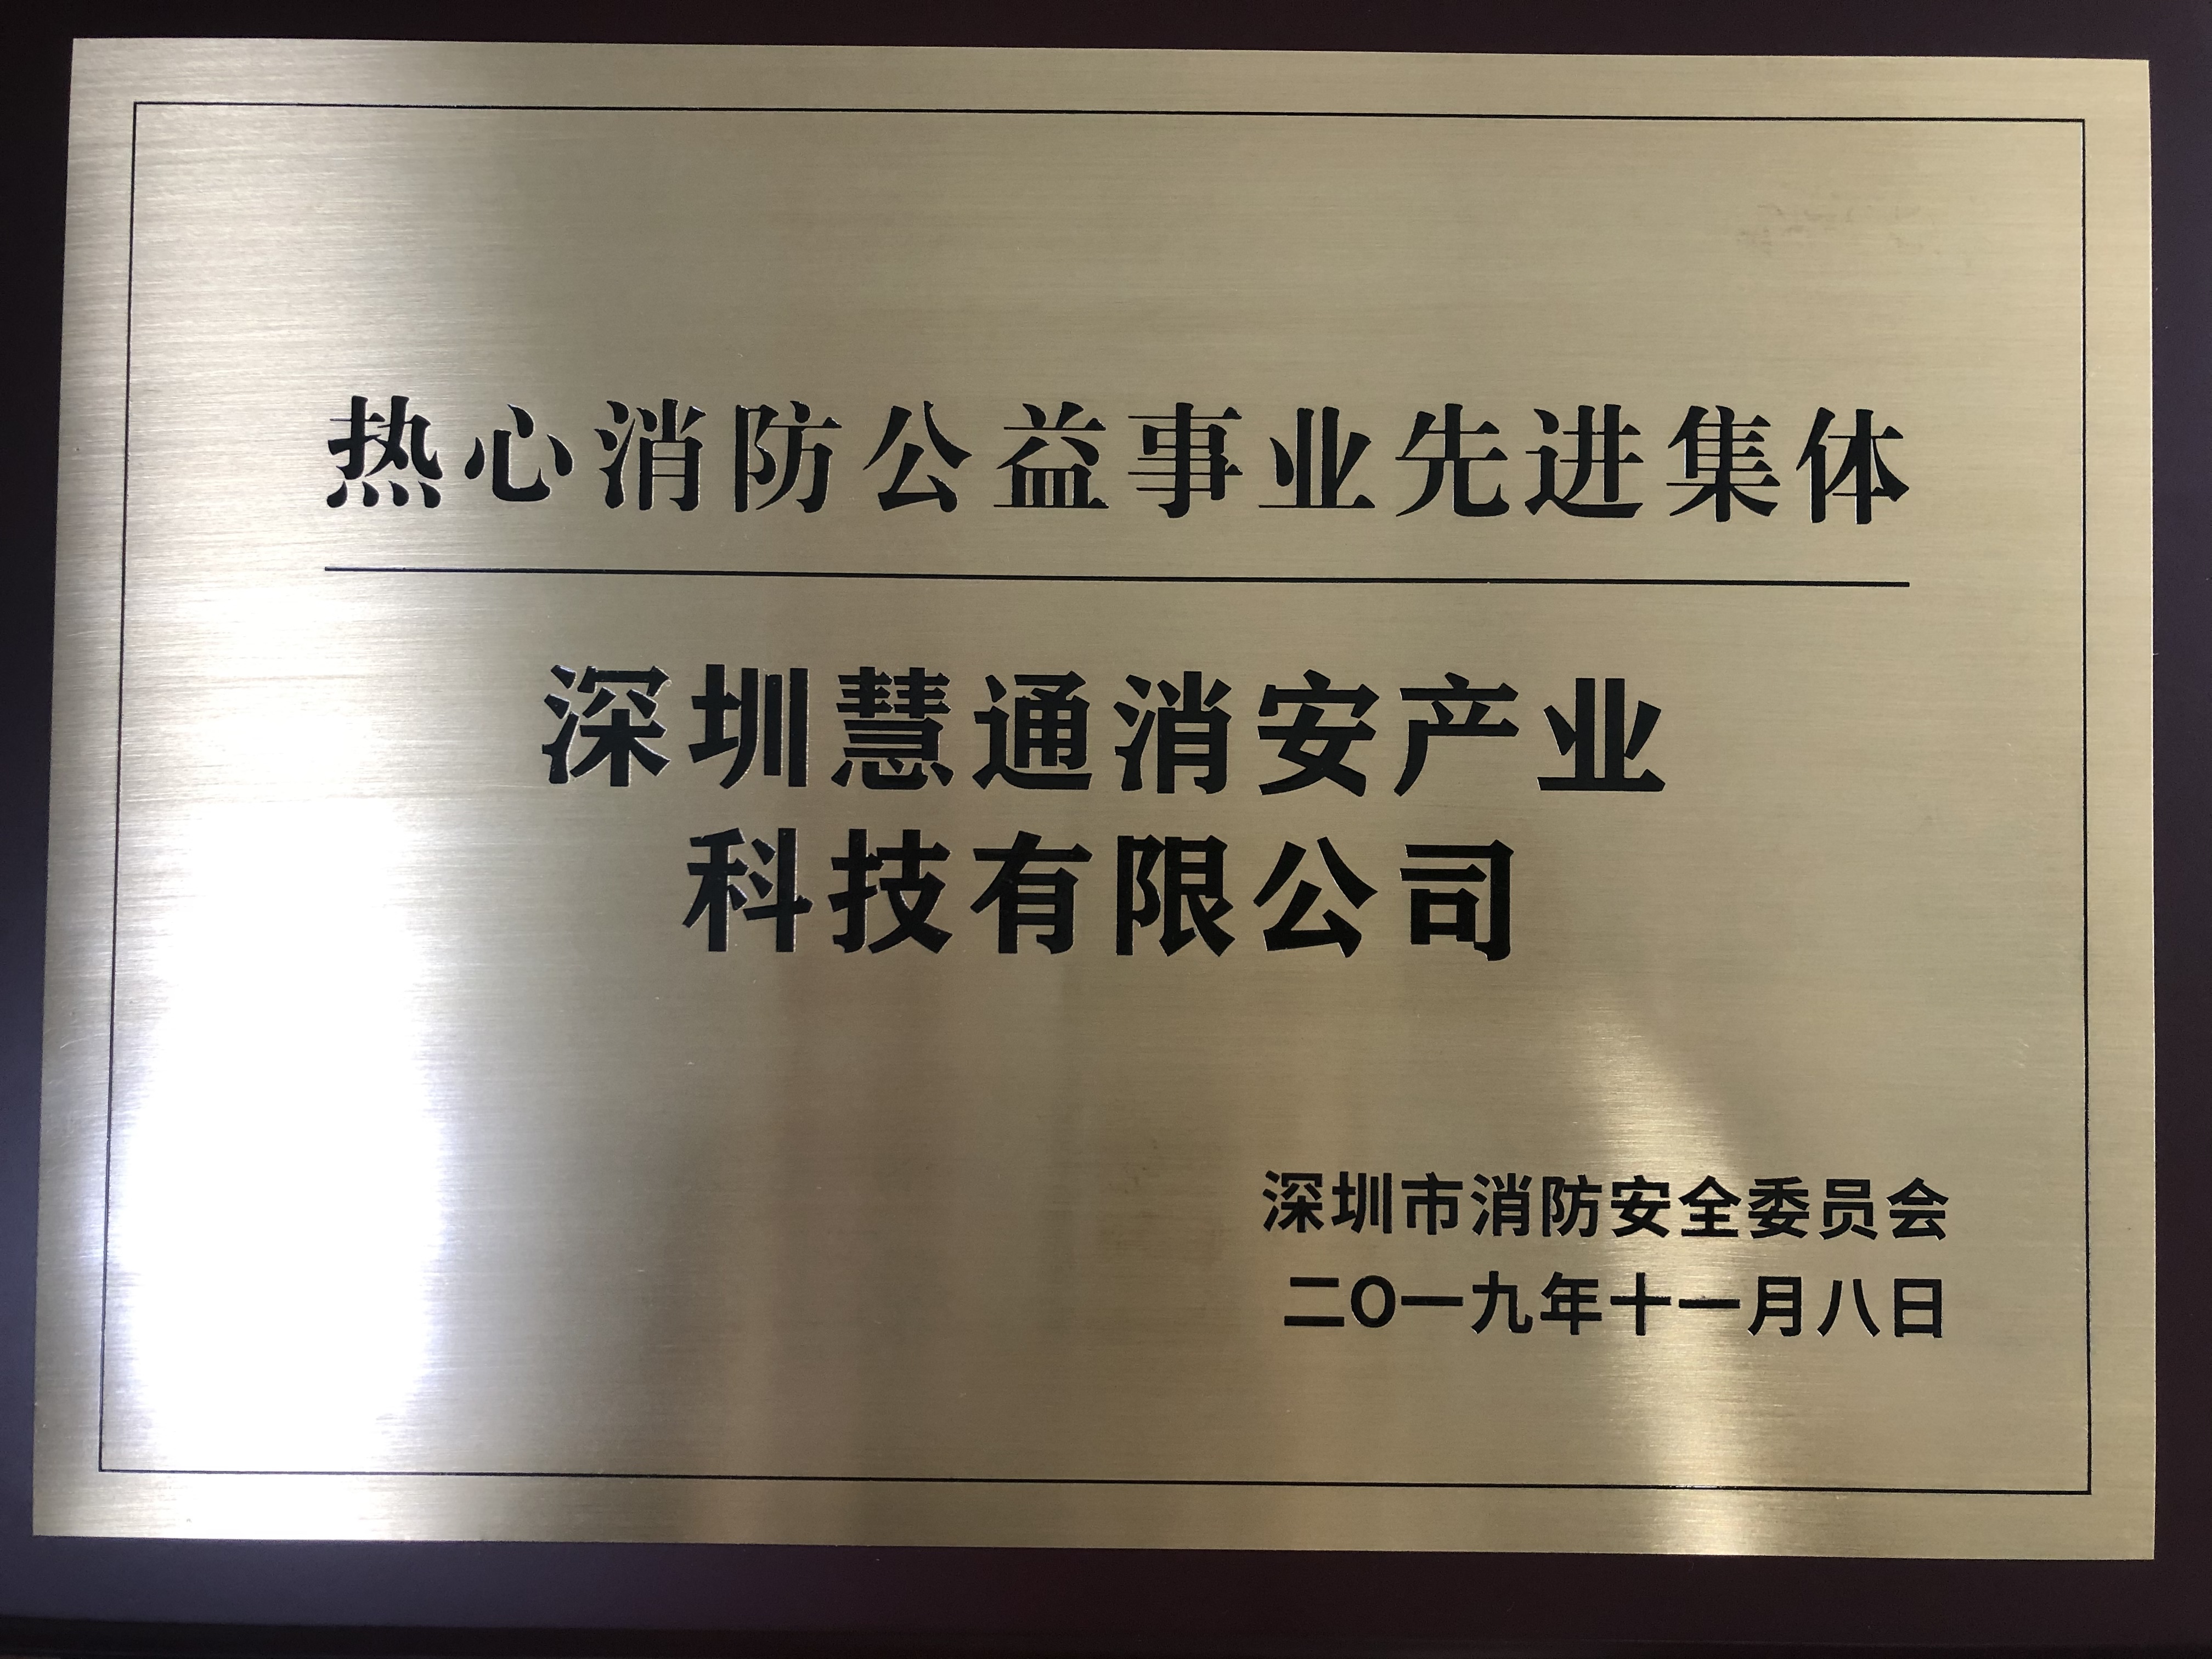 热心消防公益事业先进集体
深圳慧通消安产业
科技有限公司
深圳市消防安全委员会
二〇一九年十一月八日